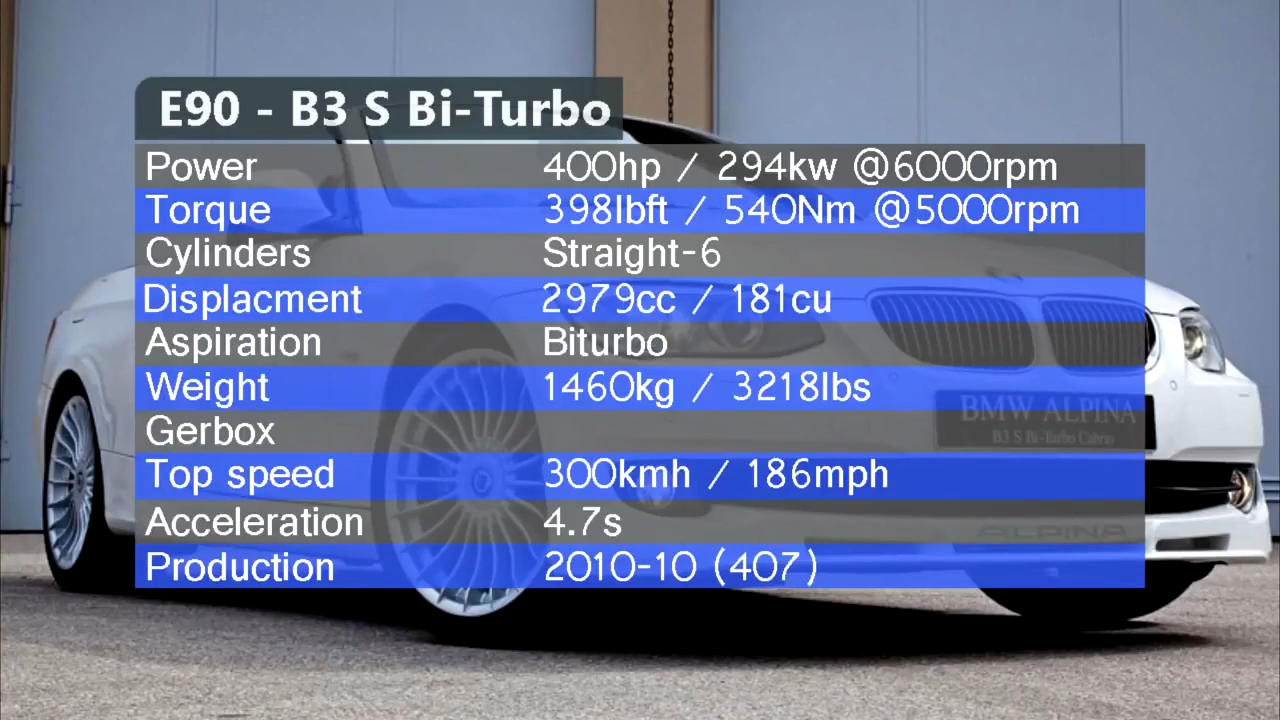 E90 - B3 S Bi-Turbo
Power 400hp / 294kw @6000rpm
Torque 398lbft / 540Nm @5000rpm
Cylinders Straight-6
Displacment 2979cc / 181cu
Aspiration Biturbo
Weight 1460kg / 3218lbs
BMW ALPINA
Gerbox
B3 S Bi-Turbo Cabrio
Top speed 300kmh / 186mph
Acceleration 4.7s
ALPINA
Production 2010-10 (407)